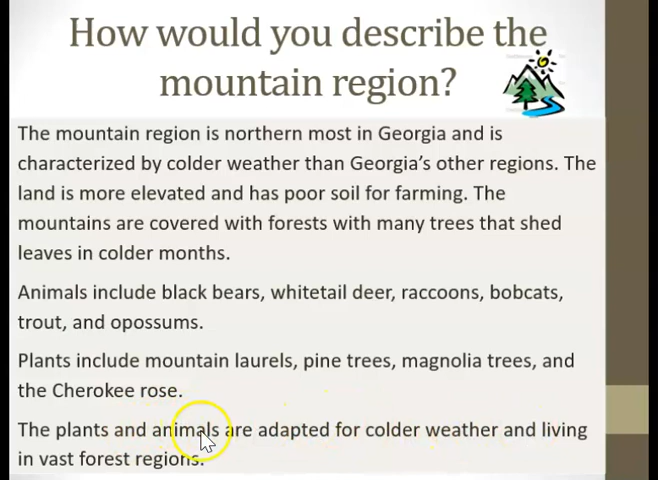 How would you describe the
mountain region?
The mountain region is northern most in Georgia and is
characterized by colder weather than Georgia's other regions. The
land is more elevated and has poor soil for farming. The
mountains are covered with forests with many trees that shed
leaves in colder months.
Animals include black bears, whitetail deer, raccoons, bobcats,
trout, and opossums.
Plants include mountain laurels, pine trees, magnolia trees, and
the Cherokee rose.
The plants and animals are adapted for colder weather and living
in vast forest regions.